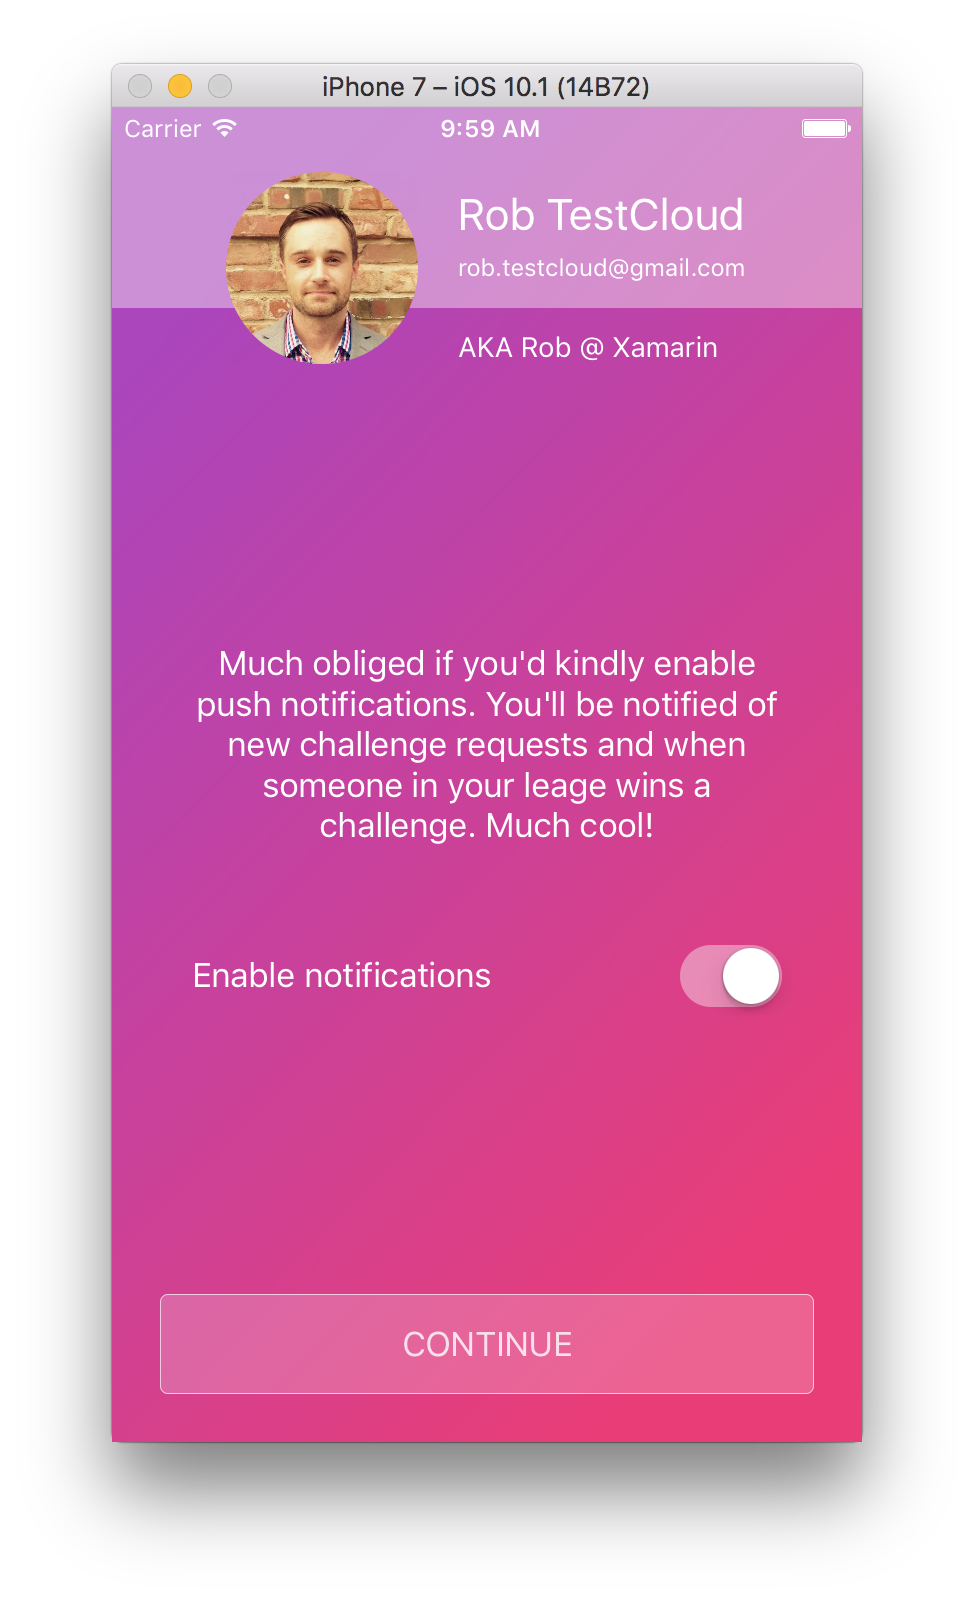 iPhone 7 – iOS 10.1 (14B72)
Carrier 9:59 AM
Rob TestCloud
rob.testcloud@gmail.com
AKA Rob @ Xamarin
Much obliged if you'd kindly enable
push notifications. You'll be notified of
new challenge requests and when
someone in your leage wins a
challenge. Much cool!
Enable notifications
CONTINUE